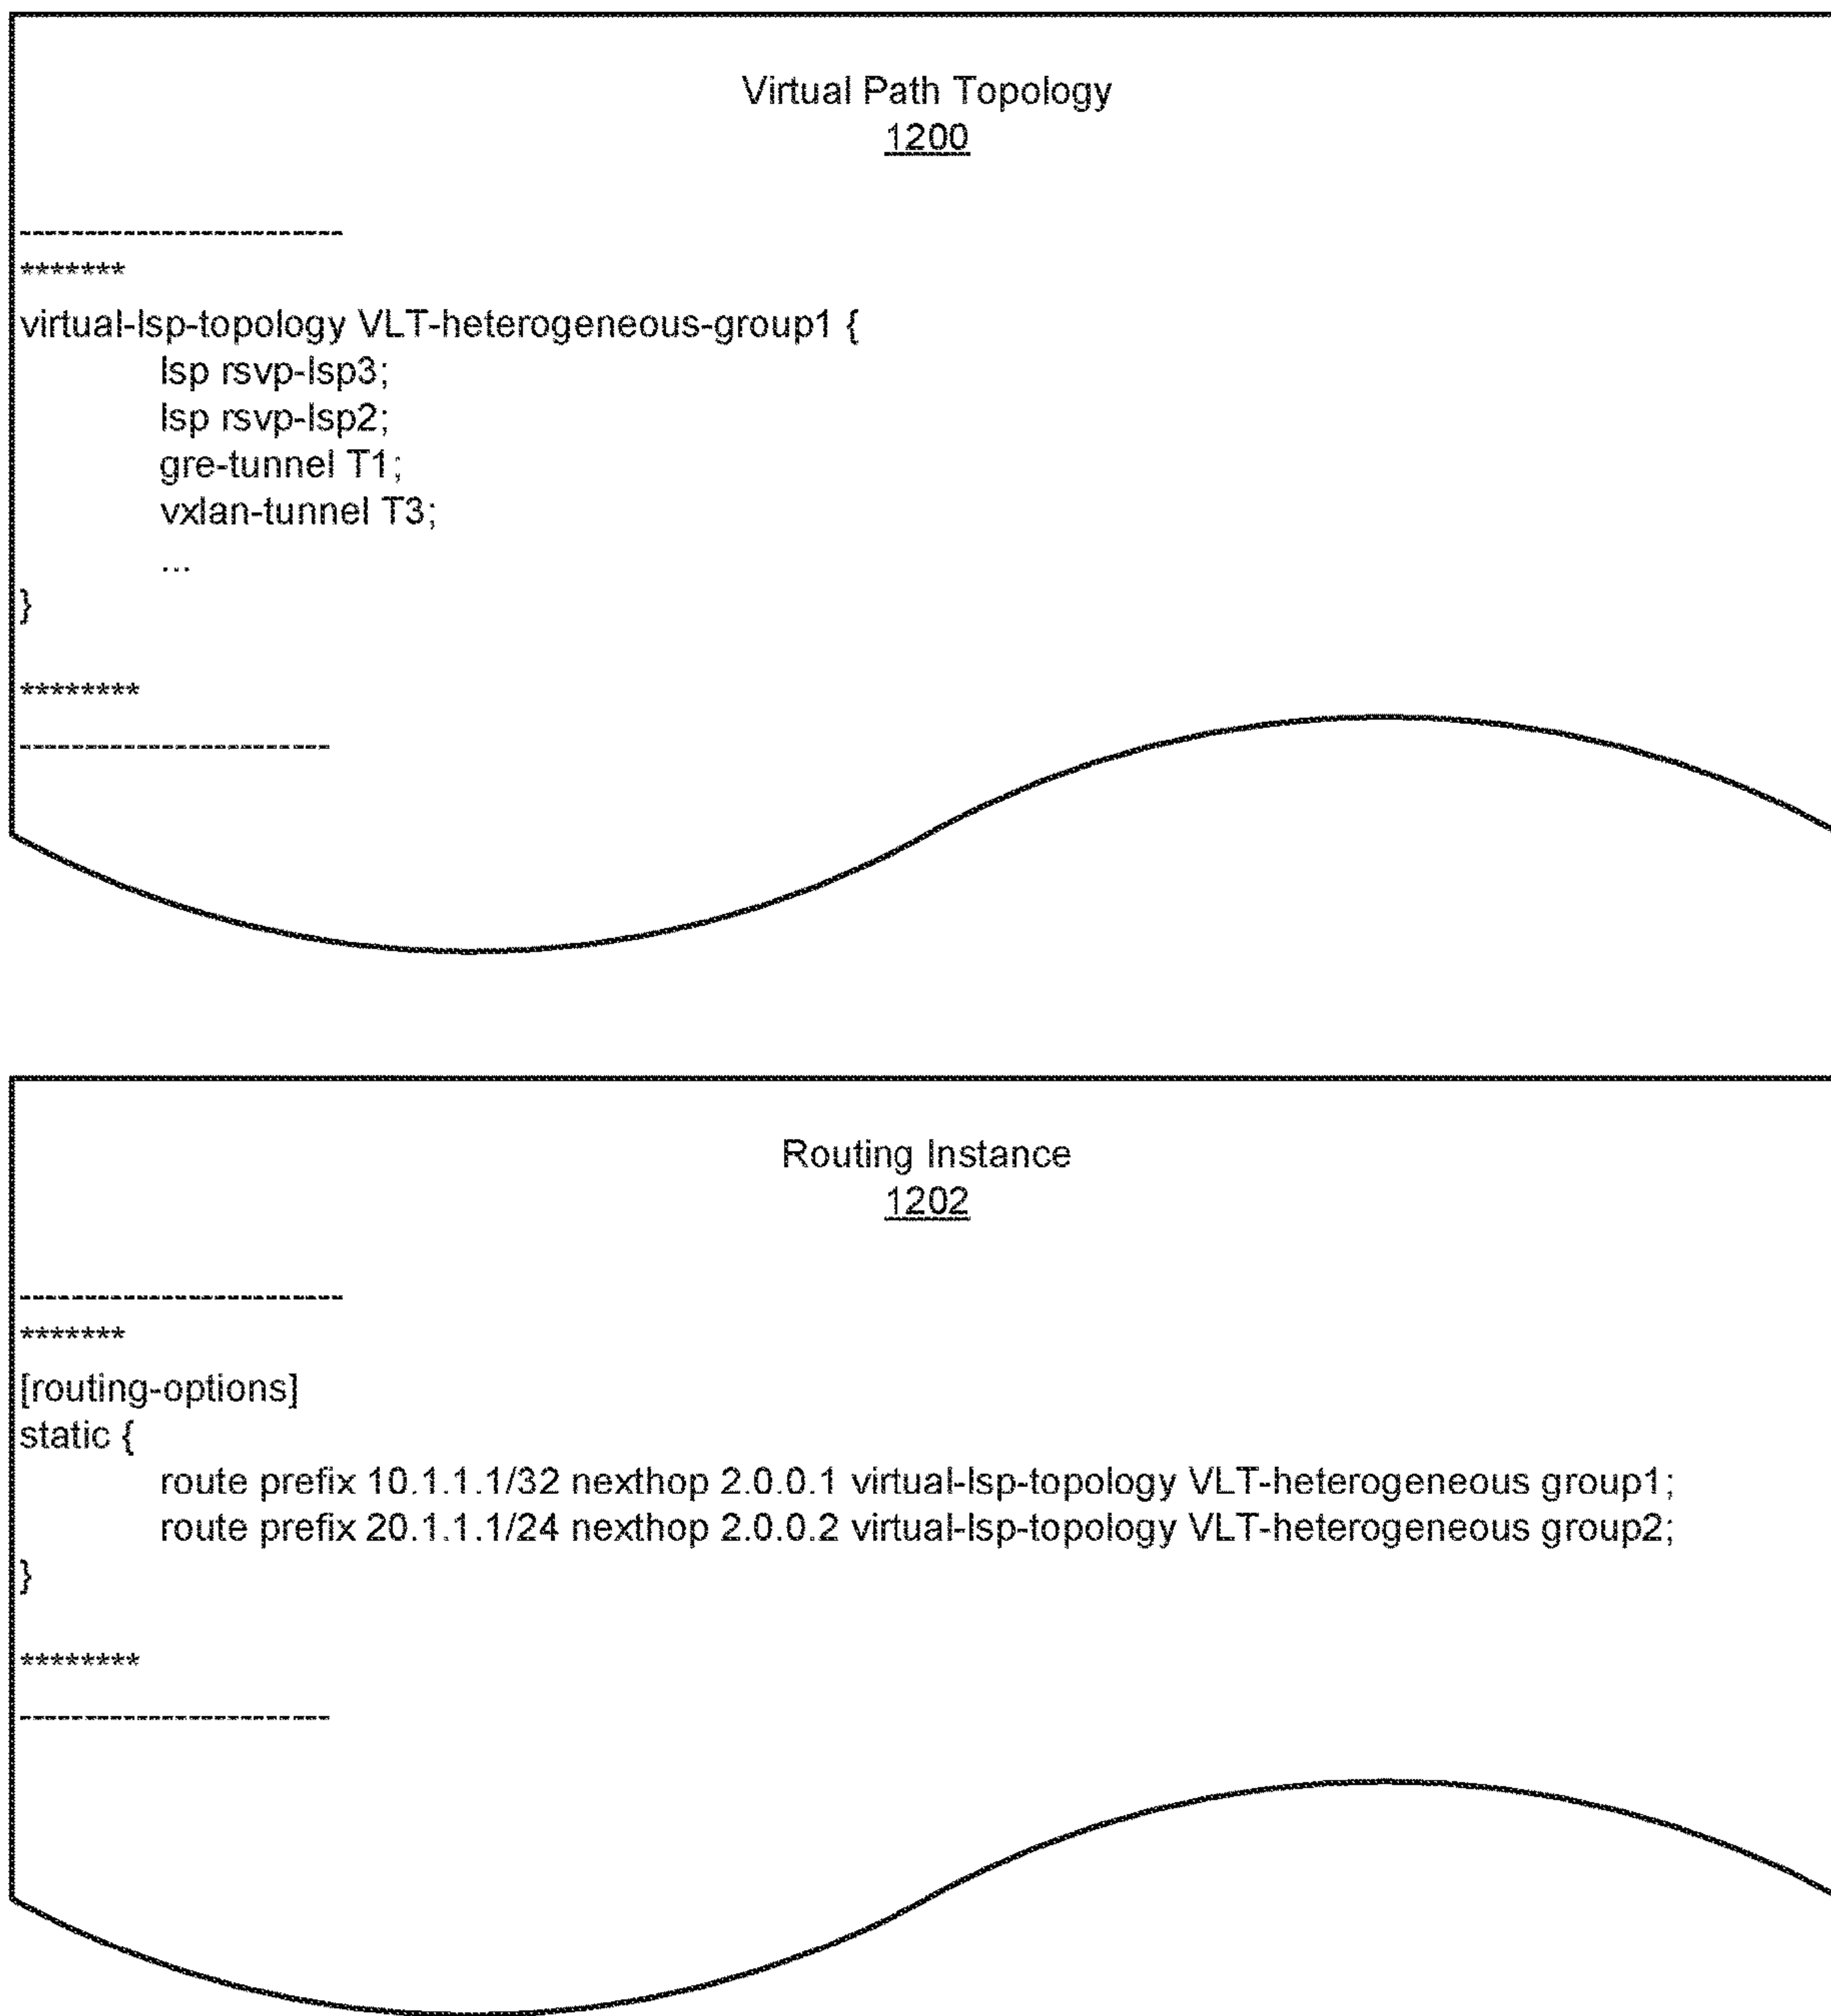 Virtual Path Topology
1200
-------------------------
*******
virtual-lsp-topology VLT-heterogeneous-group1 {
lsp rsvp-lsp3;
lsp rsvp-lsp2;
gre-tunnel T1;
vxlan-tunnel T3;
...
}
********
------------------------
Routing Instance
1202
-------------------------
*******
[routing-options]
static {
route prefix 10.1.1.1/32 nexthop 2.0.0.1 virtual-lsp-topology VLT-heterogeneous group1;
route prefix 20.1.1.1/24 nexthop 2.0.0.2 virtual-lsp-topology VLT-heterogeneous group2;
}
********
------------------------